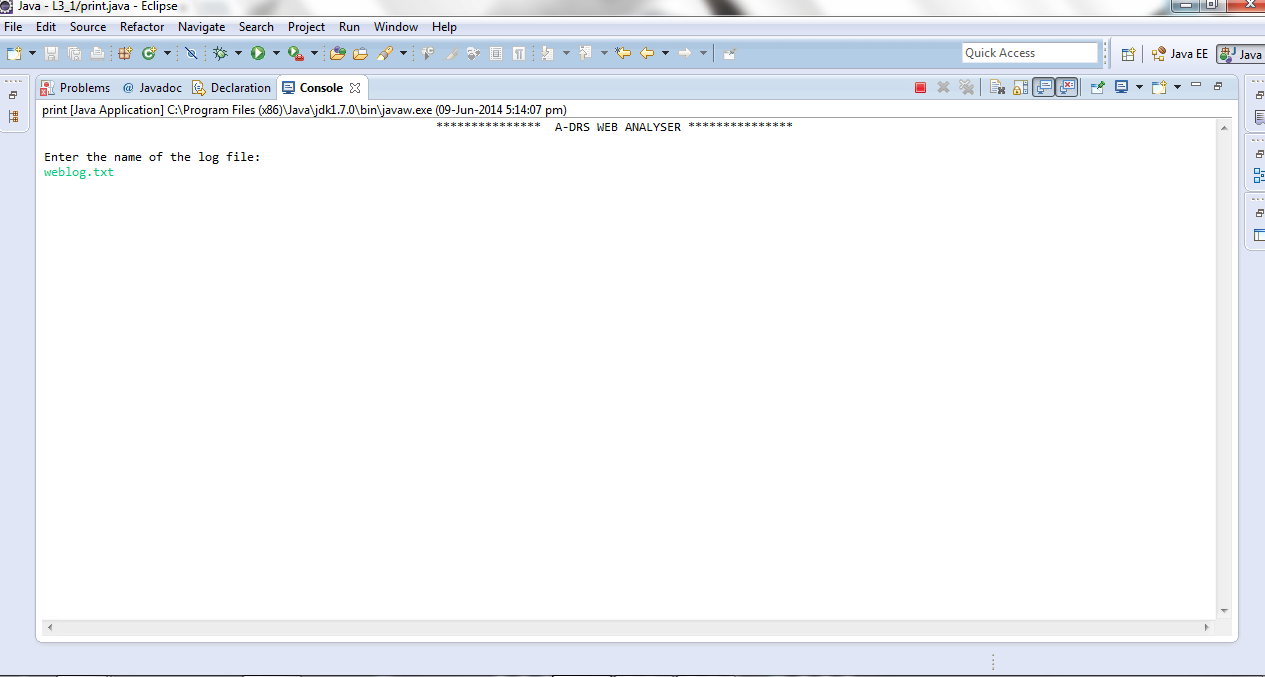 Java - L3_1/print.java - Eclipse
File Edit Source Refactor Navigate Search Project Run Window Help
Quick Access Java EE Java
Problems @ Javadoc Declaration Console
print [Java Application] C:\Program Files (x86)\Java\jdk1.7.0\bin\javaw.exe (09-Jun-2014 5:14:07 pm)
*************** A-DRS WEB ANALYSER ***************
Enter the name of the log file:
weblog.txt